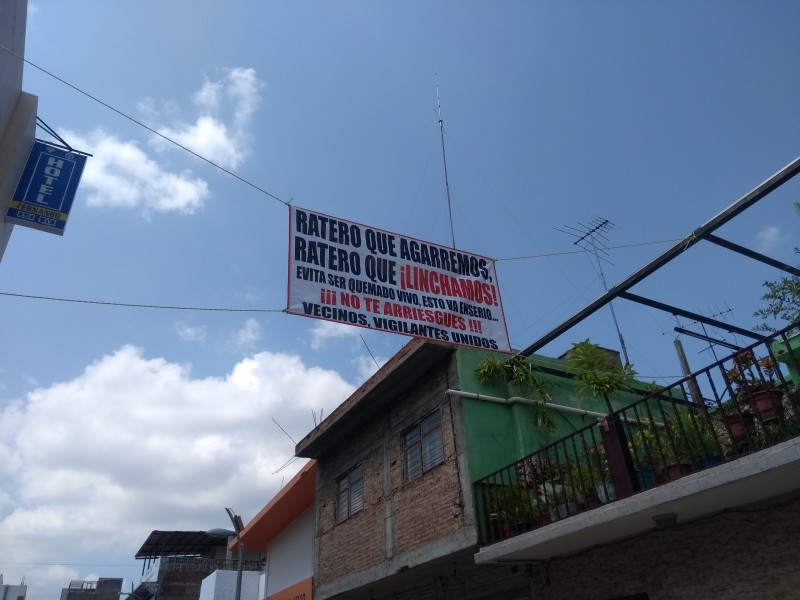 HOTEL
FERNANDO
RATERO QUE AGARREMOS,
RATERO QUE ¡LINCHAMOS!
EVITA SER QUEMADO VIVO, ESTO VA ENSERIO...
¡¡¡ NO TE ARRIESGUES !!!
VECINOS, VIGILANTES UNIDOS